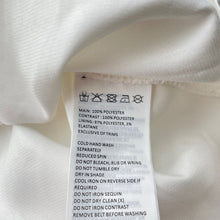 MAIN: 100% POLYESTER
CONTRAST: 100% POLYESTER
LINING: 97% POLYESTER, 3%
ELASTANE
EXCLUSIVE OF TRIMS
COLD HAND WASH
SEPARATELY
REDUCED SPIN
DO NOT BLEACH, RUB OR WRING
DO NOT TUMBLE DRY
DRY IN SHADE
COOL IRON ON REVERSE SIDE IF
REQUIRED
DO NOT IRON SEQUIN
DO NOT DRY CLEAN (X)
DO NOT IRON CONTRAST
REMOVE BELT BEFORE WASHING